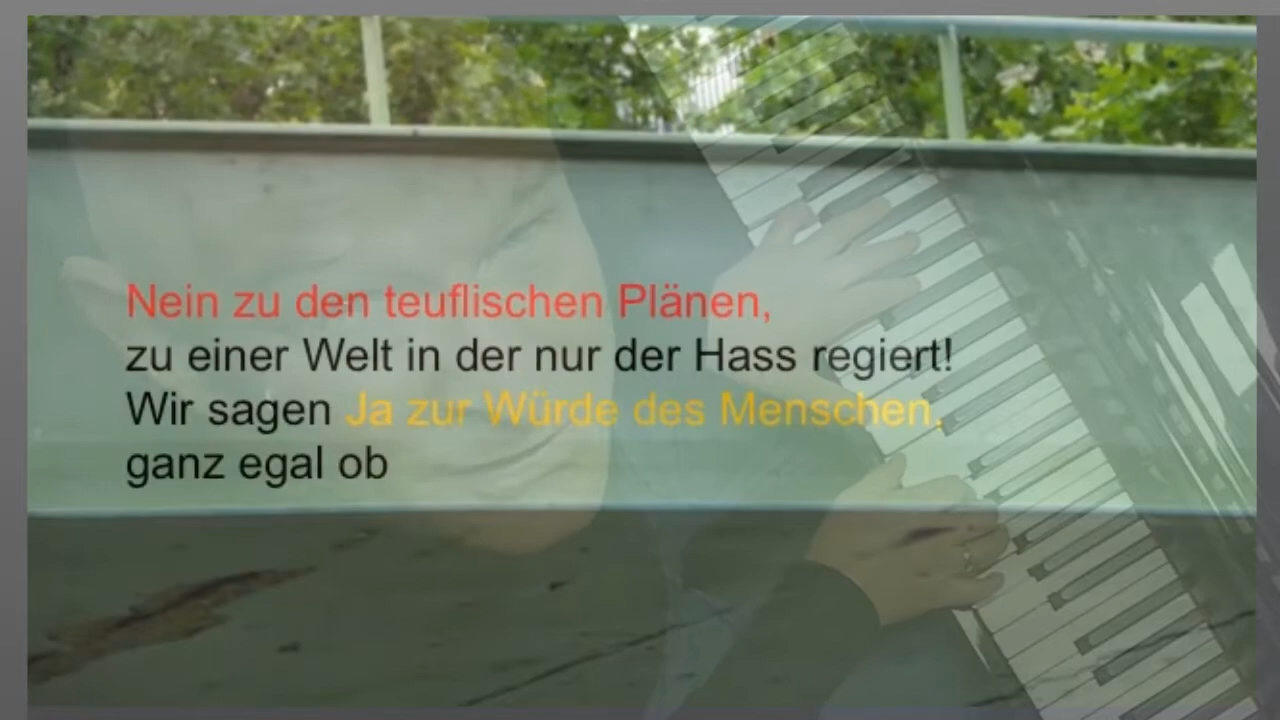 Nein zu den teuflischen Plänen,
zu einer Welt in der nur der Hass regiert!
Wir sagen Ja zur Würde des Menschen,
ganz egal ob